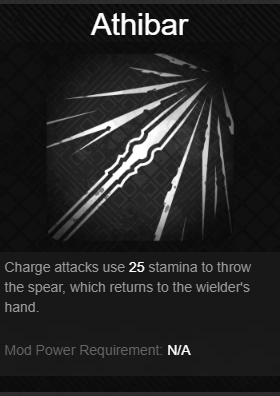 Athibar
Charge attacks use 25 stamina to throw
the spear, which returns to the wielder's
hand.
Mod Power Requirement: N/A